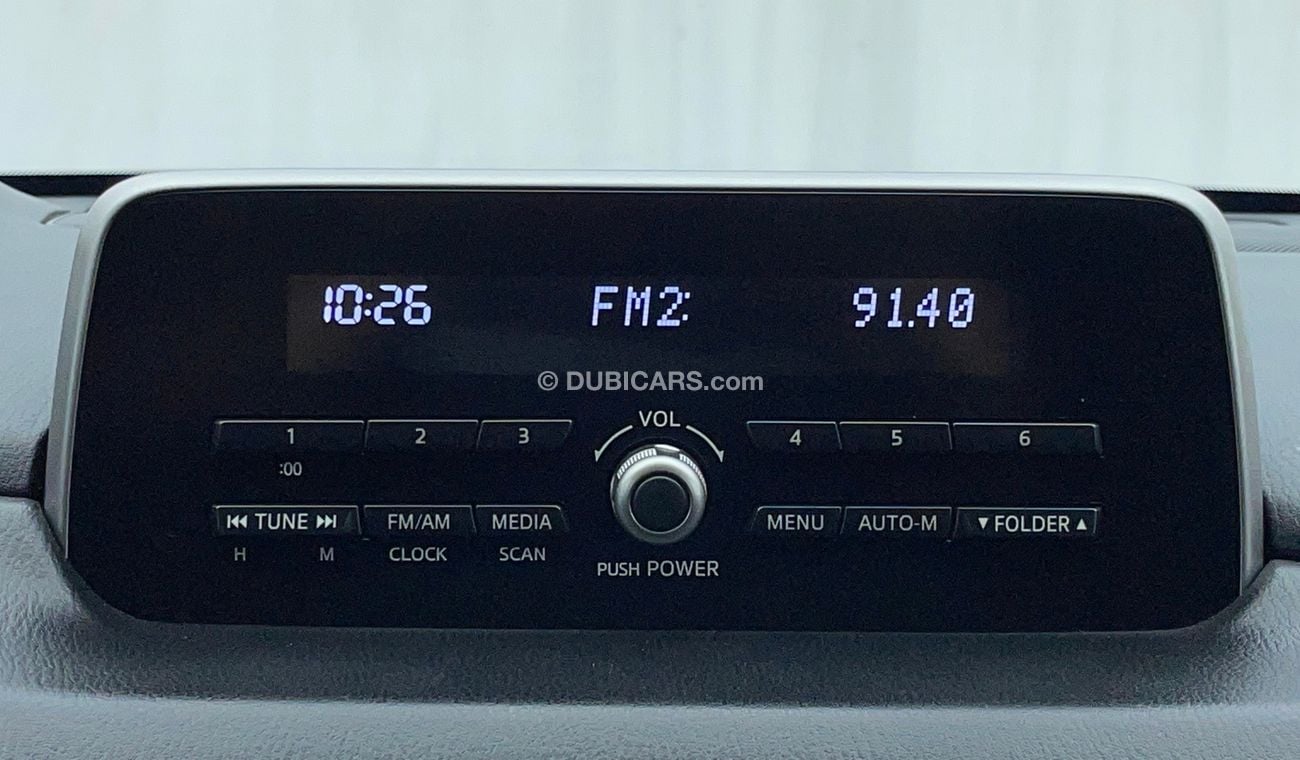 10:26 FM2: 91.40
© DUBICARS.com
VOL
1 2 3 4 5 6
:00
⏮ TUNE ⏭ FM/AM MEDIA MENU AUTO-M ▼ FOLDER ▲
H M CLOCK SCAN
PUSH POWER